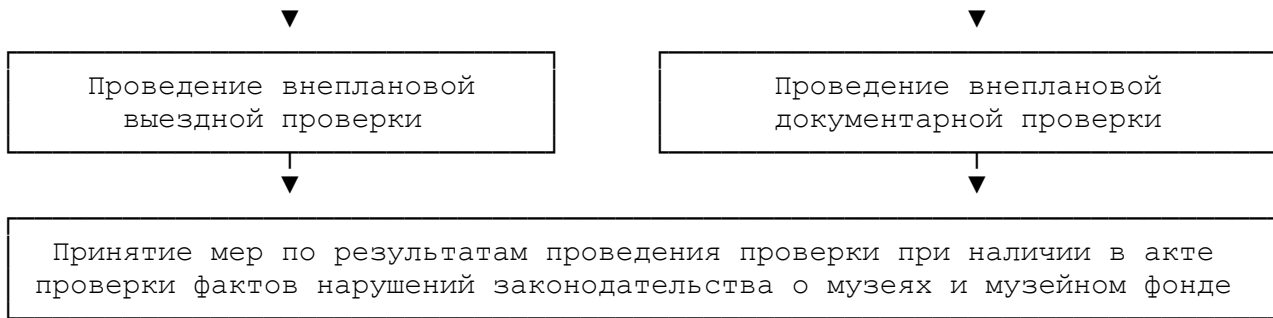 Проведение внеплановой
выездной проверки
Проведение внеплановой
документарной проверки
Принятие мер по результатам проведения проверки при наличии в акте
проверки фактов нарушений законодательства о музеях и музейном фонде